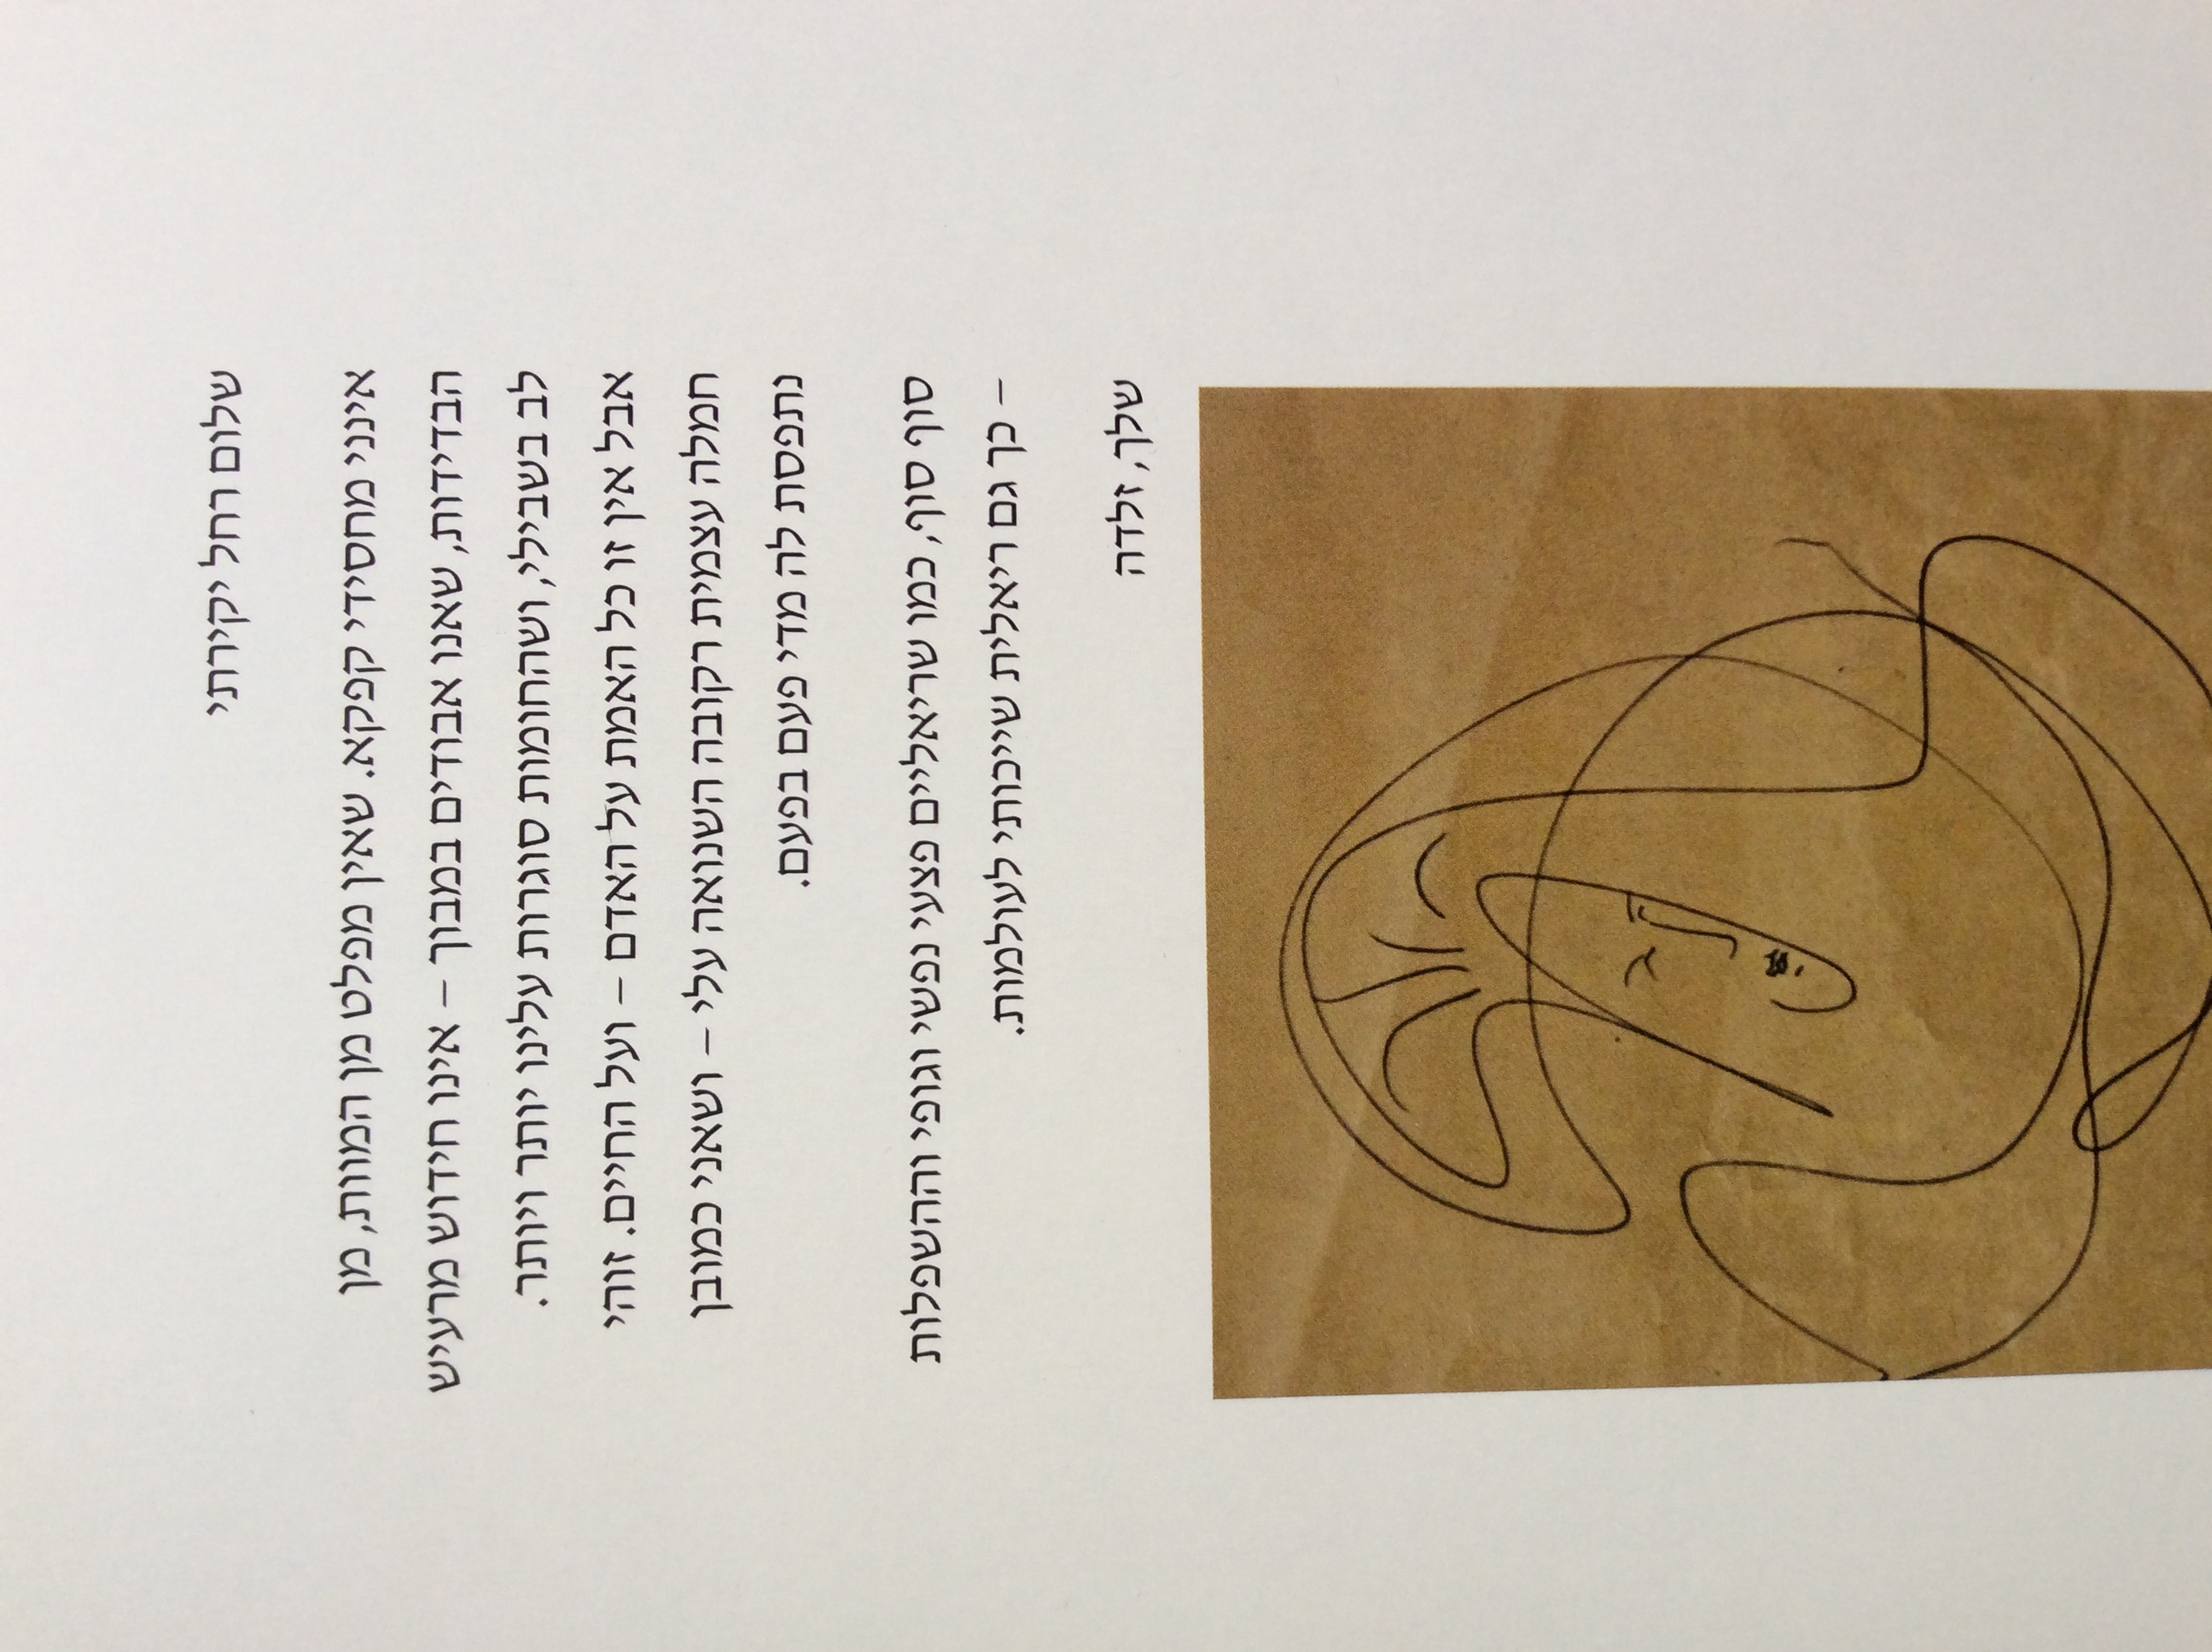 שלום רחל יקירתי
אינני מחסידי קפקא. שאין מפלט מן המוות, מן
הבדידות, שאנו אבודים במבוך – אינו חידוש מרעיש
לב בשבילי, ושהחומות סוגרות עלינו יותר ויותר.
אבל אין זו כל האמת על האדם – ועל החיים. זוהי
חמלה עצמית רקובה השנואה עלי – ושאני כמובן
נתפסת לה מדי פעם בפעם.
סוף סוף, כמו שריאליים פצעי נפשי וגופי וההשפלות
– כך גם ריאלית שייכותי לעולמות.
שלך, זלדה